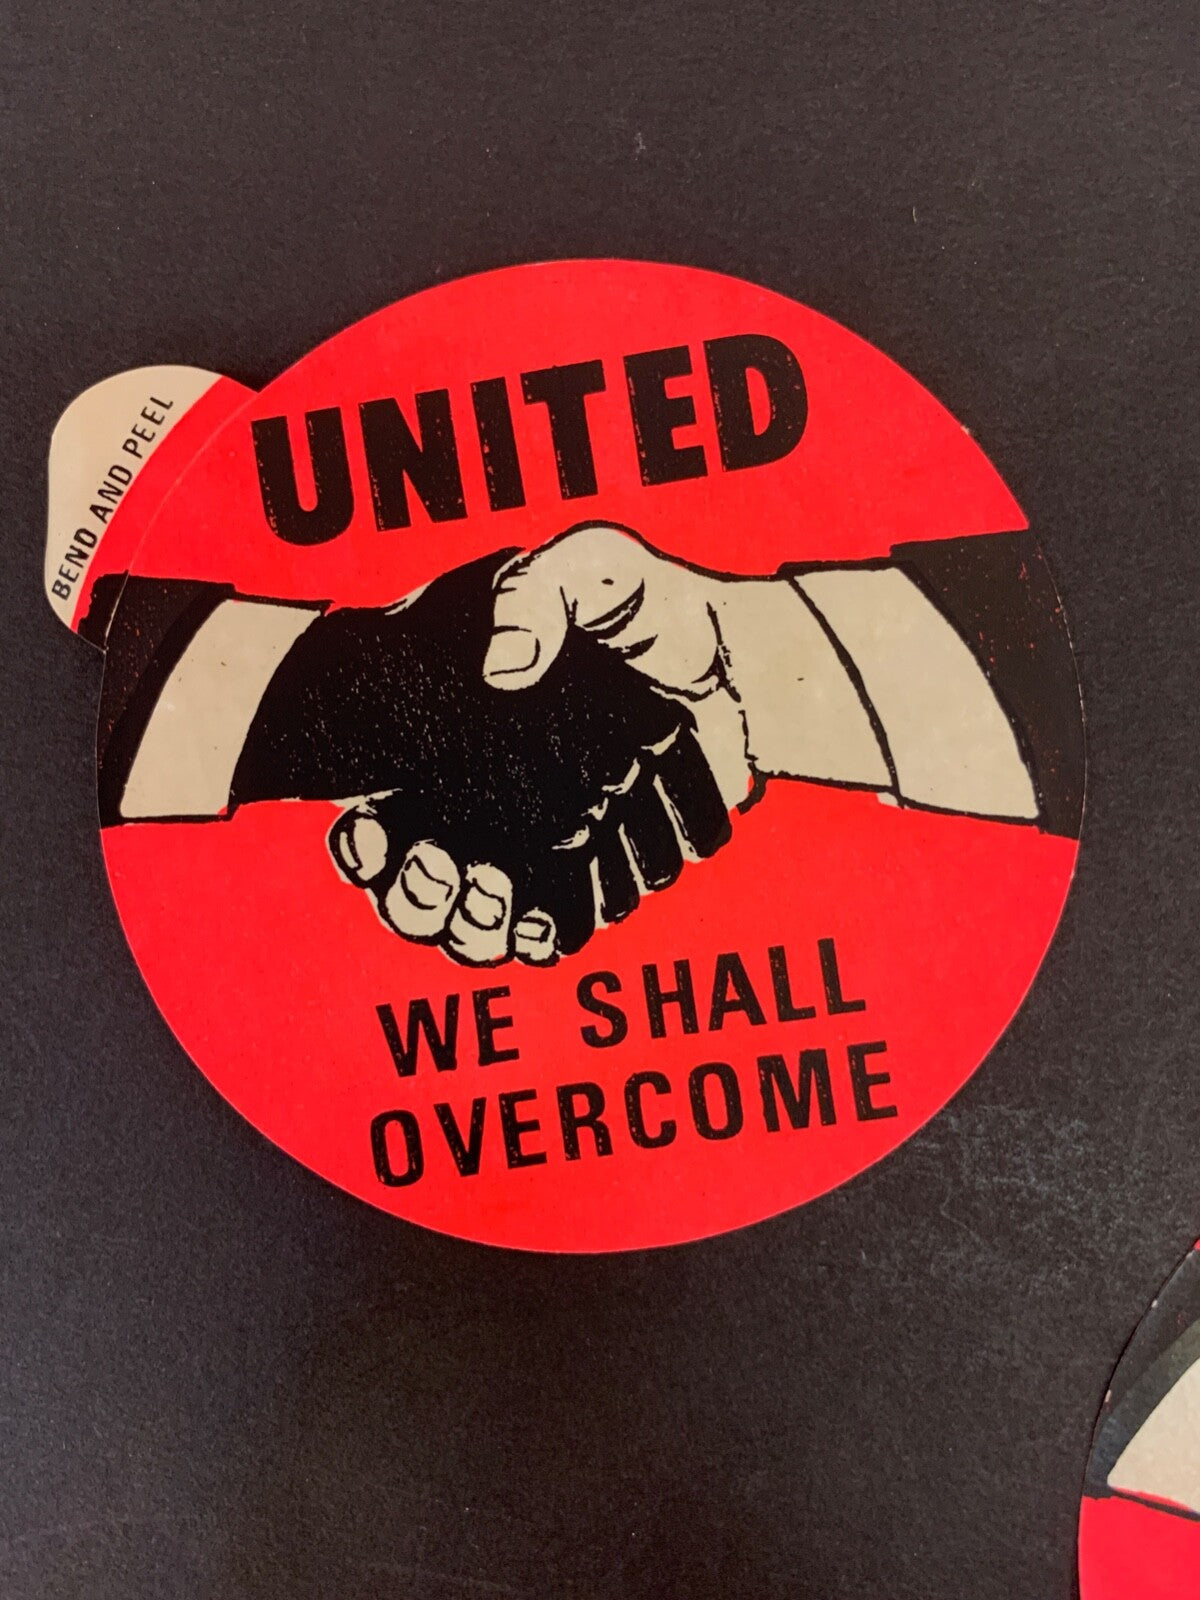 UNITED
BEND AND PEEL
WE SHALL
OVERCOME